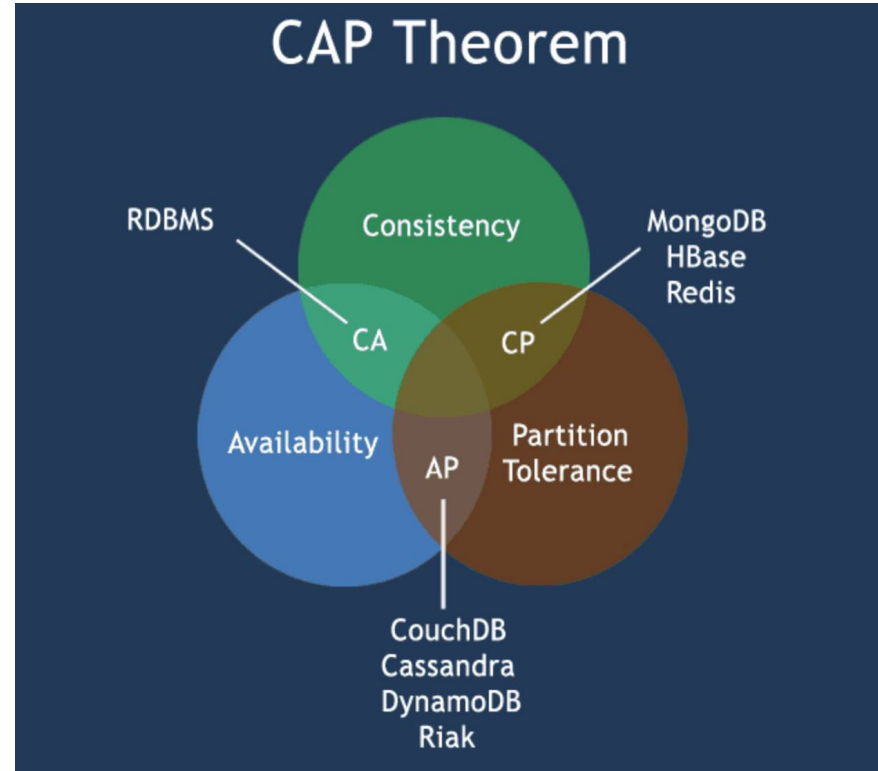 CAP Theorem
RDBMS
Consistency
MongoDB
HBase
Redis
CA
CP
Availability
Partition
Tolerance
AP
CouchDB
Cassandra
DynamoDB
Riak